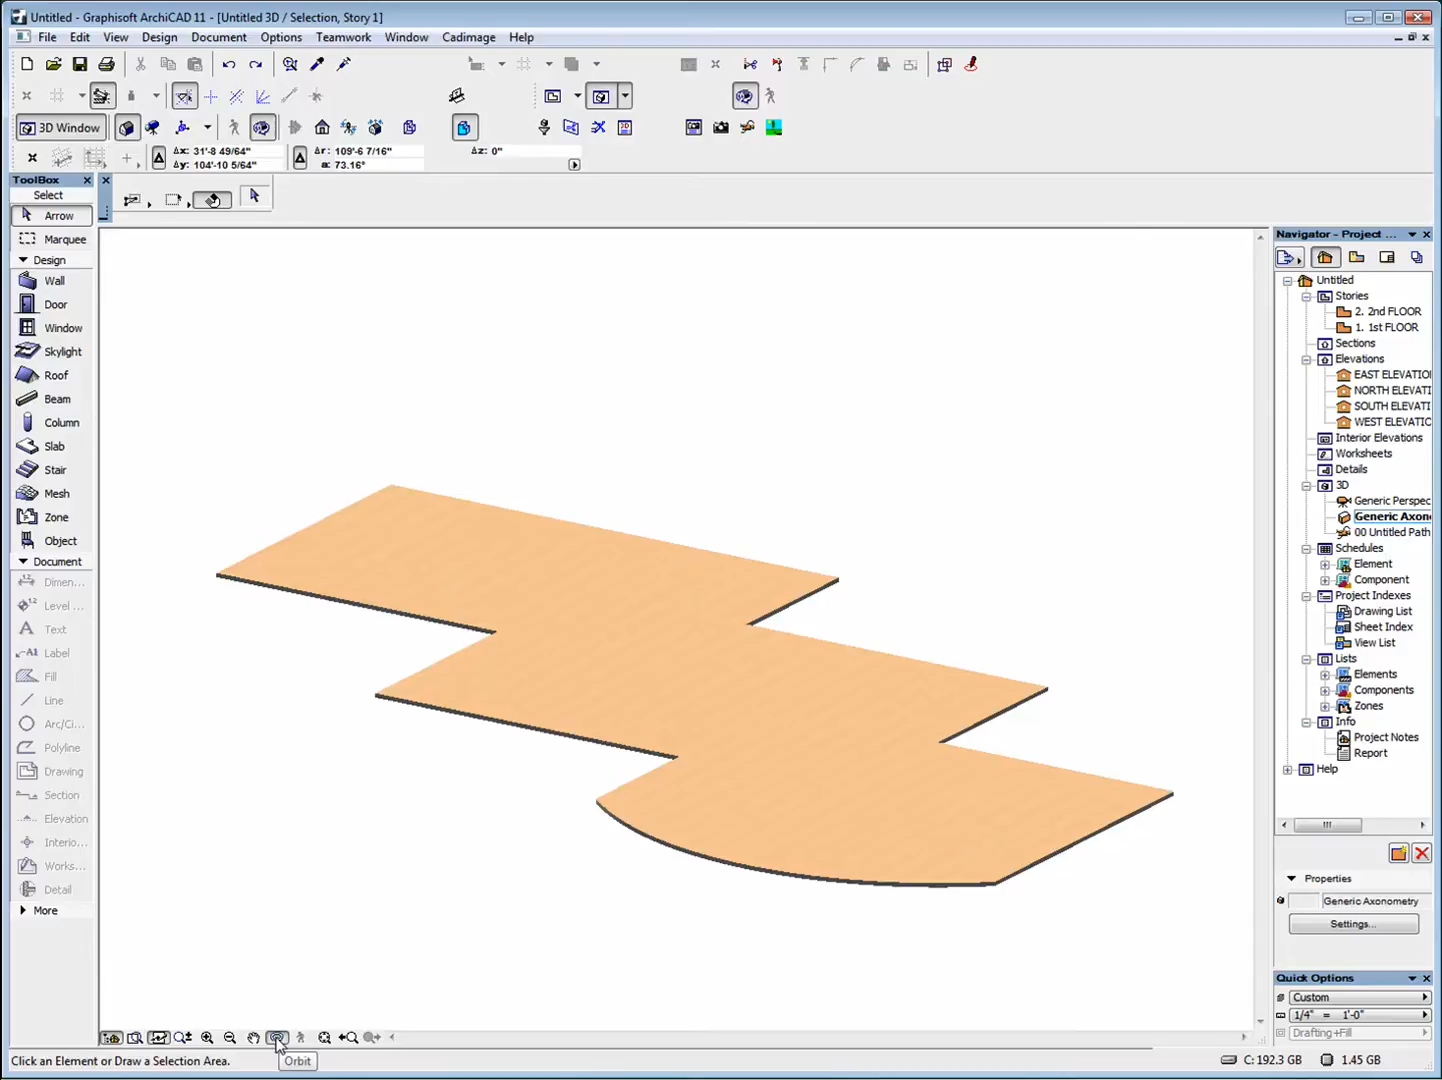 Untitled - Graphisoft ArchiCAD 11 - [Untitled 3D / Selection, Story 1]
File Edit View Design Document Options Teamwork Window Cadimage Help
3D Window
Δx: 31'-8 49/64" Δr: 109'-6 7/16" Δz: 0"
Δy: 104'-10 5/64" a: 73.16°
ToolBox
Select
Arrow
Marquee
Design
Wall
Door
Window
Skylight
Roof
Beam
Column
Slab
Stair
Mesh
Zone
Object
Document
Dimen...
Level ...
Text
Label
Fill
Line
Arc/Ci...
Polyline
Drawing
Section
Elevation
Interio...
Works...
Detail
More
Navigator - Project ...
Untitled
Stories
2. 2nd FLOOR
1. 1st FLOOR
Sections
Elevations
EAST ELEVATIO
NORTH ELEVATI
SOUTH ELEVATI
WEST ELEVATIO
Interior Elevations
Worksheets
Details
3D
Generic Perspec
Generic Axon
00 Untitled Path
Schedules
Element
Component
Project Indexes
Drawing List
Sheet Index
View List
Lists
Elements
Components
Zones
Info
Project Notes
Report
Help
Properties
Generic Axonometry
Settings...
Quick Options
Custom
1/4" = 1'-0"
Drafting+Fill
Click an Element or Draw a Selection Area.
Orbit
C: 192.3 GB
1.45 GB